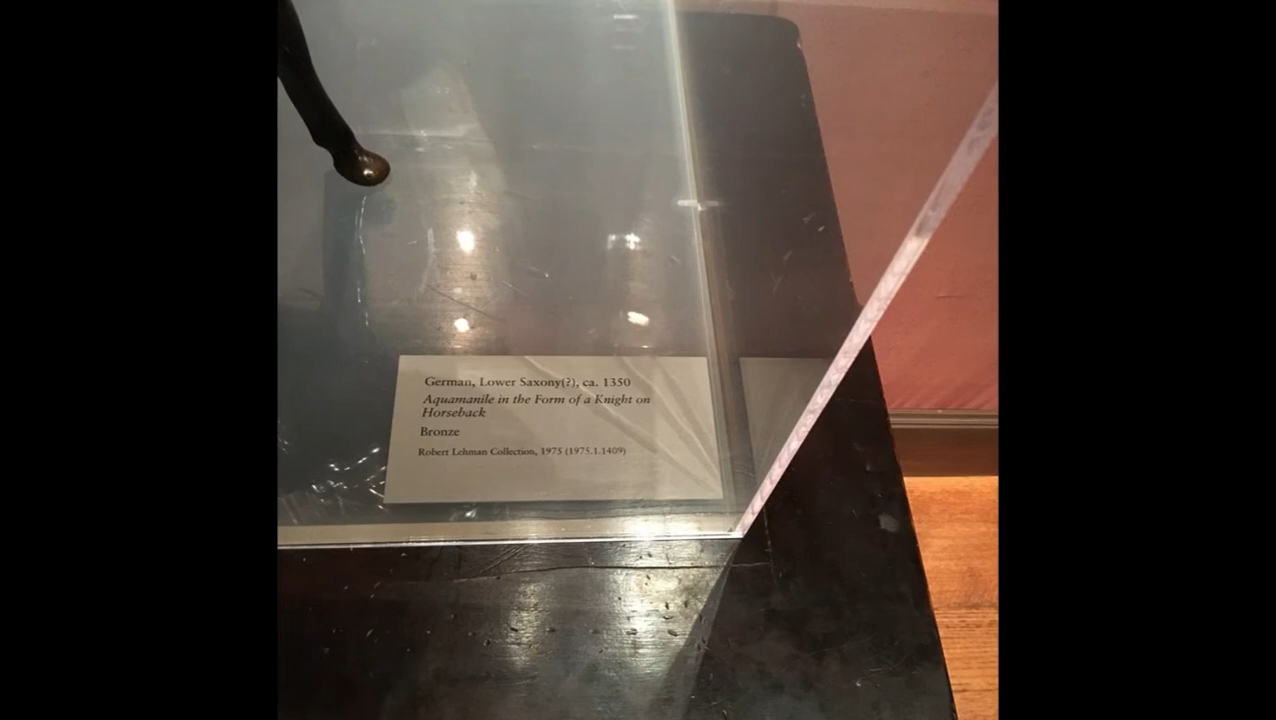 German, Lower Saxony(?), ca. 1350
Aquamanile in the Form of a Knight on
Horseback
Bronze
Robert Lehman Collection, 1975 (1975.1.1409)